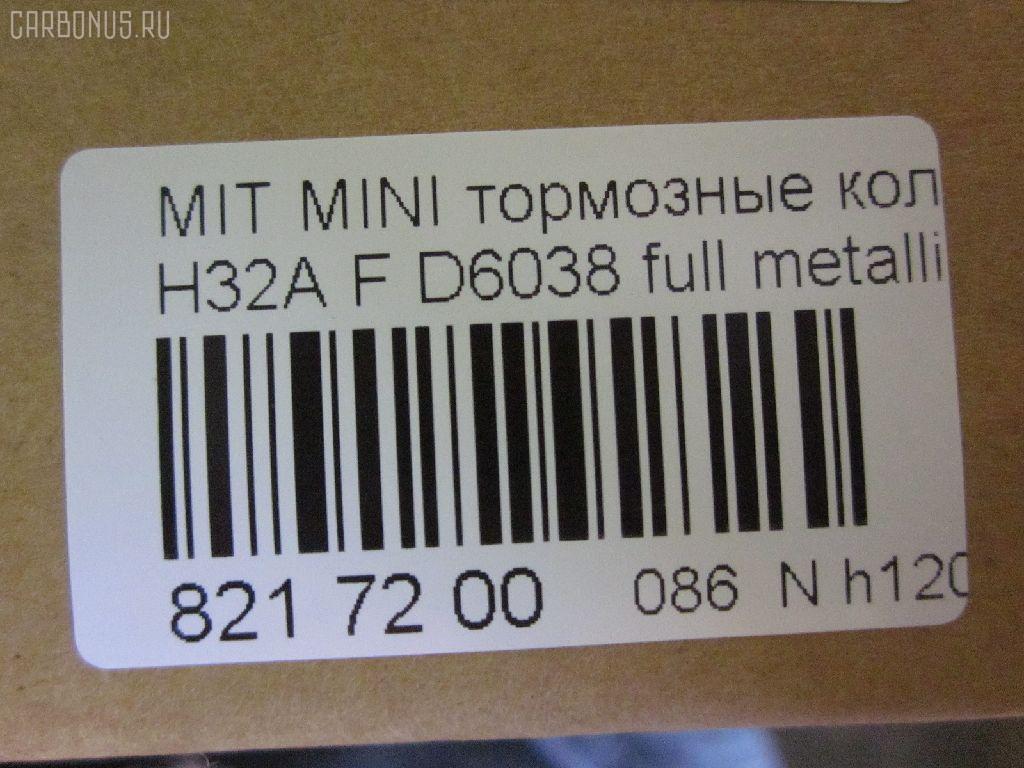 CARBONUS.RU
MIT MINI тормозные кол
H32A F D6038 full metalli
821 72 00 086 N h120